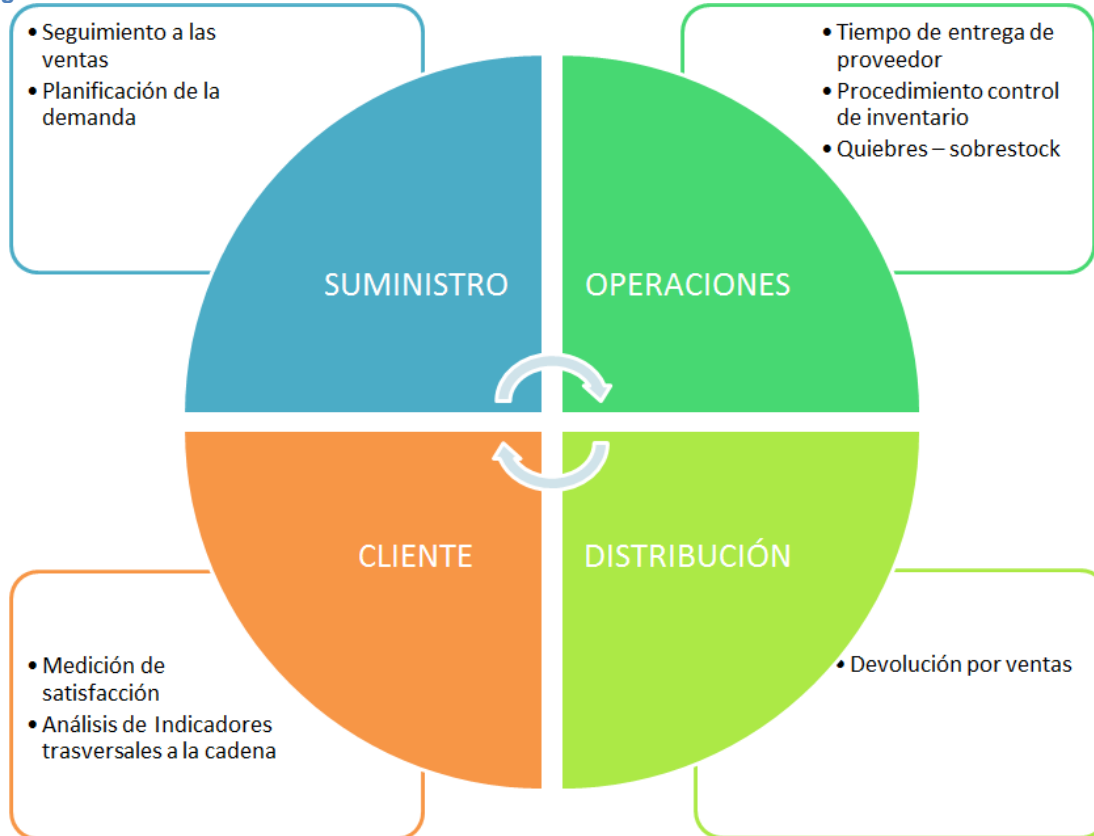 • Seguimiento a las
ventas
• Planificación de la
demanda
• Tiempo de entrega de
proveedor
• Procedimiento control
de inventario
• Quiebres – sobrestock
SUMINISTRO
OPERACIONES
CLIENTE
DISTRIBUCIÓN
• Medición de
satisfacción
• Análisis de Indicadores
trasversales a la cadena
• Devolución por ventas